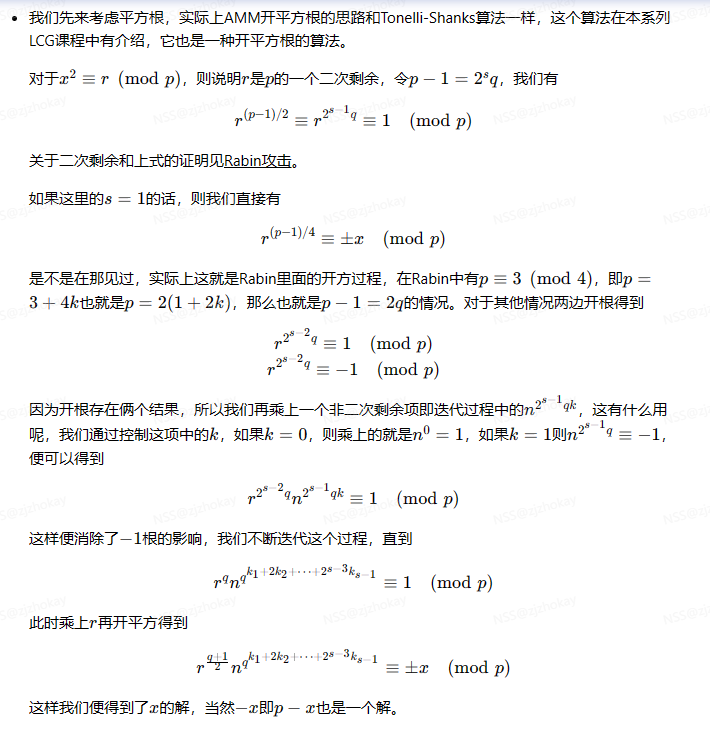 • 我们先来考虑平方根，实际上AMM开平方根的思路和Tonelli-Shanks算法一样，这个算法在本系列
LCG课程中有介绍，它也是一种开平方根的算法。
对于$x^2 \equiv r \pmod p$，则说明$r$是$p$的一个二次剩余，令$p-1=2^s q$，我们有
$r^{(p-1)/2} \equiv r^{2^{s-1}q} \equiv 1 \pmod p$
关于二次剩余和上式的证明见Rabin攻击。
如果这里的$s=1$的话，则我们直接有
$r^{(p-1)/4} \equiv \pm x \pmod p$
是不是在那见过，实际上这就是Rabin里面的开方过程，在Rabin中有$p \equiv 3 \pmod 4$，即$p=$
$3+4k$也就是$p=2(1+2k)$，那么也就是$p-1=2q$的情况。对于其他情况两边开根得到
$r^{2^{s-2}q} \equiv 1 \pmod p$
$r^{2^{s-2}q} \equiv -1 \pmod p$
因为开根存在俩个结果，所以我们再乘上一个非二次剩余项即迭代过程中的$n^{2^{s-1}qk}$，这有什么用
呢，我们通过控制这项中的$k$，如果$k=0$，则乘上的就是$n^0=1$，如果$k=1$则$n^{2^{s-1}q} \equiv -1$，
便可以得到
$r^{2^{s-2}q}n^{2^{s-1}qk} \equiv 1 \pmod p$
这样便消除了$-1$根的影响，我们不断迭代这个过程，直到
$r^q n^{q^{k_1+2k_2+\cdots+2^{s-3}k_{s-1}}} \equiv 1 \pmod p$
此时乘上$r$再开平方得到
$r^{\frac{q+1}{2}} n^{q^{k_1+2k_2+\cdots+2^{s-3}k_{s-1}}} \equiv \pm x \pmod p$
这样我们便得到了$x$的解，当然$-x$即$p-x$也是一个解。
NSS@zjzhokay